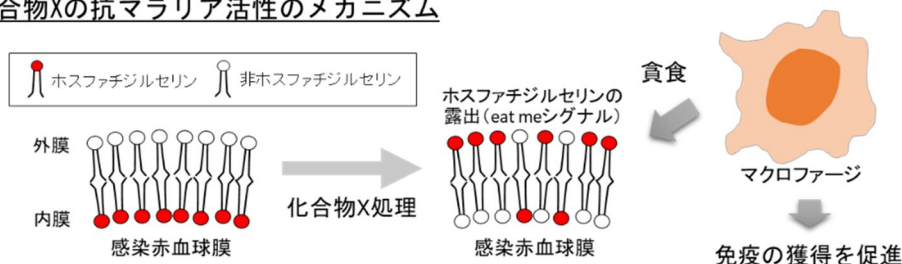 合物Xの抗マラリア活性のメカニズム
ホスファチジルセリン
非ホスファチジルセリン
外膜
内膜
感染赤血球膜
化合物X処理
ホスファチジルセリンの
露出（eat meシグナル）
感染赤血球膜
貪食
マクロファージ
免疫の獲得を促進